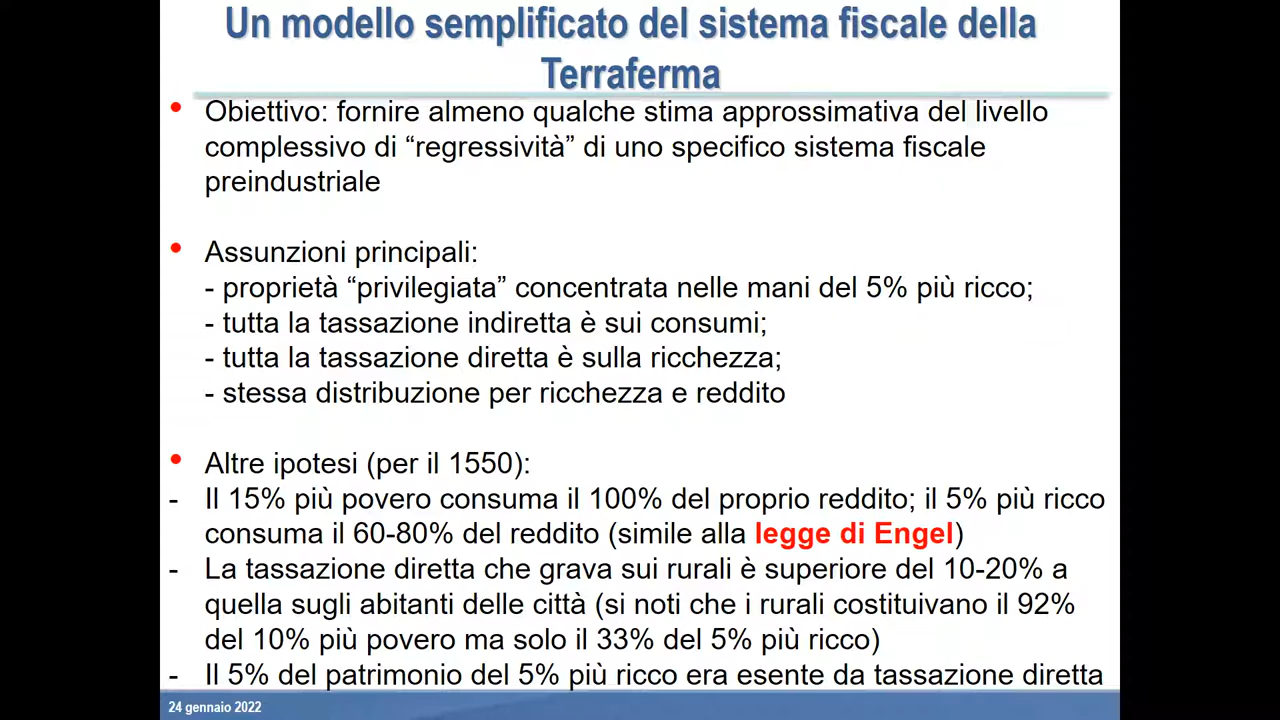 Un modello semplificato del sistema fiscale della
Terraferma
• Obiettivo: fornire almeno qualche stima approssimativa del livello
complessivo di “regressività” di uno specifico sistema fiscale
preindustriale
• Assunzioni principali:
- proprietà “privilegiata” concentrata nelle mani del 5% più ricco;
- tutta la tassazione indiretta è sui consumi;
- tutta la tassazione diretta è sulla ricchezza;
- stessa distribuzione per ricchezza e reddito
• Altre ipotesi (per il 1550):
- Il 15% più povero consuma il 100% del proprio reddito; il 5% più ricco
consuma il 60-80% del reddito (simile alla legge di Engel)
- La tassazione diretta che grava sui rurali è superiore del 10-20% a
quella sugli abitanti delle città (si noti che i rurali costituivano il 92%
del 10% più povero ma solo il 33% del 5% più ricco)
- Il 5% del patrimonio del 5% più ricco era esente da tassazione diretta
24 gennaio 2022